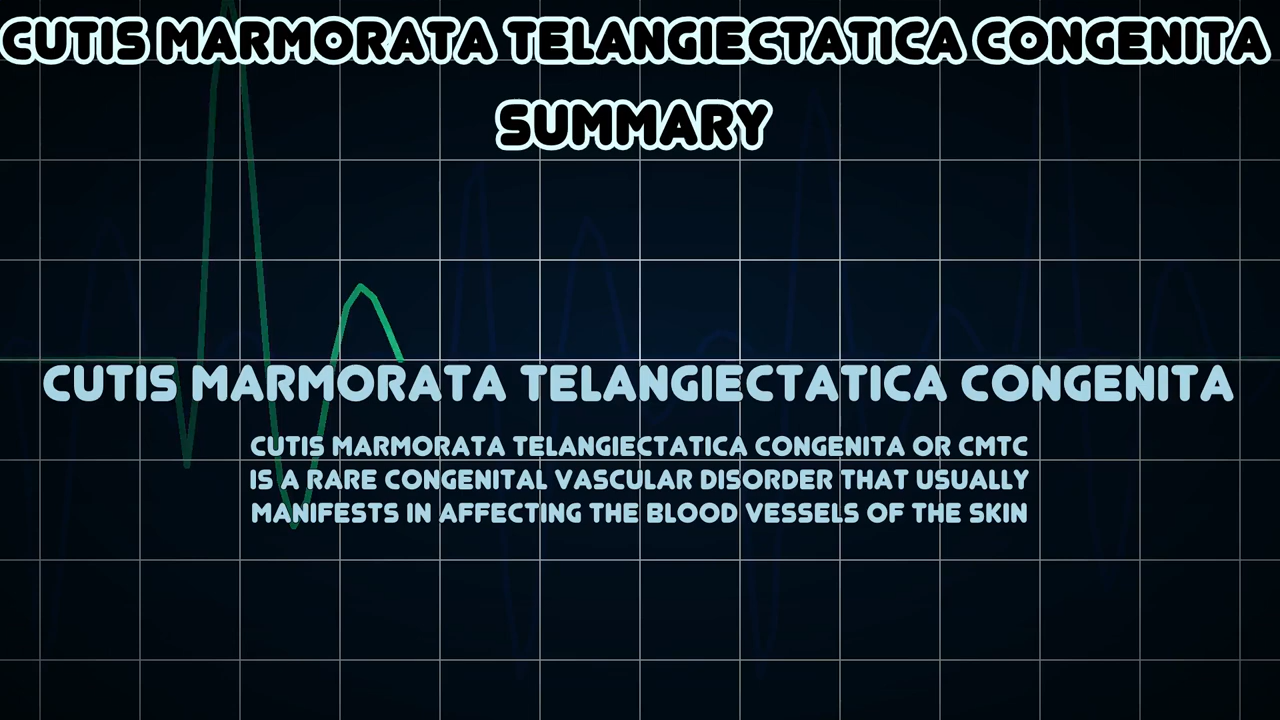 CUTIS MARMORATA TELANGIECTATICA CONGENITA
SUMMARY
CUTIS MARMORATA TELANGIECTATICA CONGENITA
CUTIS MARMORATA TELANGIECTATICA CONGENITA OR CMTC
IS A RARE CONGENITAL VASCULAR DISORDER THAT USUALLY
MANIFESTS IN AFFECTING THE BLOOD VESSELS OF THE SKIN